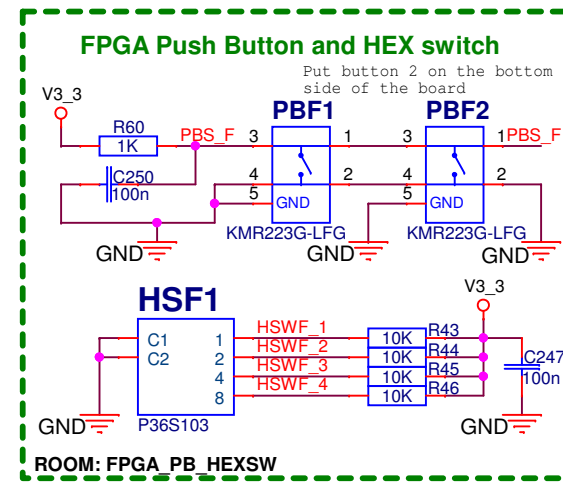 FPGA Push Button and HEX switch
Put button 2 on the bottom
side of the board
V3_3
PBF1
PBF2
R60
1K
PBS_F
3
1
3
1
PBS_F
C250
100n
4
2
4
2
5
GND
5
GND
KMR223G-LFG
KMR223G-LFG
GND
GND
GND
HSF1
V3_3
C1
1
HSWF_1
10K
R43
C2
2
HSWF_2
10K
R44
4
HSWF_3
10K
R45
8
HSWF_4
10K
R46
C247
100n
P36S103
GND
GND
ROOM: FPGA_PB_HEXSW